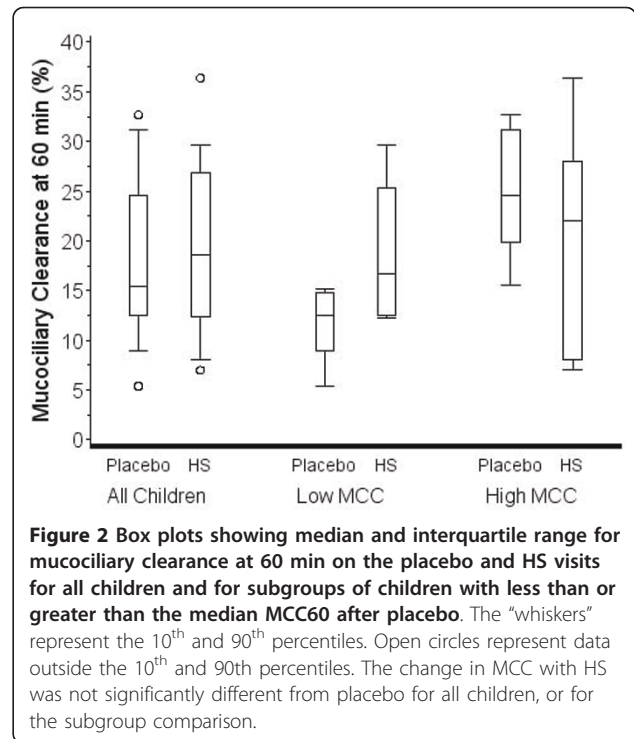 Mucociliary Clearance at 60 min (%)
40
35
30
25
20
15
10
5
0
Placebo HS Placebo HS Placebo HS
All Children Low MCC High MCC
Figure 2 Box plots showing median and interquartile range for
mucociliary clearance at 60 min on the placebo and HS visits
for all children and for subgroups of children with less than or
greater than the median MCC60 after placebo. The “whiskers”
represent the 10th and 90th percentiles. Open circles represent data
outside the 10th and 90th percentiles. The change in MCC with HS
was not significantly different from placebo for all children, or for
the subgroup comparison.